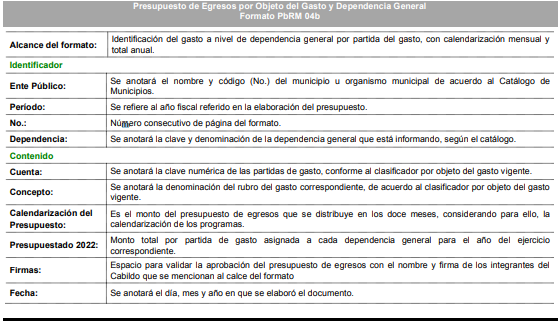 Presupuesto de Egresos por Objeto del Gasto y Dependencia General
Formato PbRM 04b
Alcance del formato:
Identificación del gasto a nivel de dependencia general por partida del gasto, con calendarización mensual y
total anual.
Identificador
Ente Público:
Se anotará el nombre y código (No.) del municipio u organismo municipal de acuerdo al Catálogo de
Municipios.
Período:
Se refiere al año fiscal referido en la elaboración del presupuesto.
No.:
Número consecutivo de página del formato.
Dependencia:
Se anotará la clave y denominación de la dependencia general que está informando, según el catálogo.
Contenido
Cuenta:
Se anotará la clave numérica de las partidas de gasto, conforme al clasificador por objeto del gasto vigente.
Concepto:
Se anotará la denominación del rubro del gasto correspondiente, de acuerdo al clasificador por objeto del gasto
vigente.
Calendarización del
Presupuesto:
Es el monto del presupuesto de egresos que se distribuye en los doce meses, considerando para ello, la
calendarización de los programas.
Presupuestado 2022:
Monto total por partida de gasto asignada a cada dependencia general para el año del ejercicio
correspondiente.
Firmas:
Espacio para validar la aprobación del presupuesto de egresos con el nombre y firma de los integrantes del
Cabildo que se mencionan al calce del formato
Fecha:
Se anotará el día, mes y año en que se elaboró el documento.